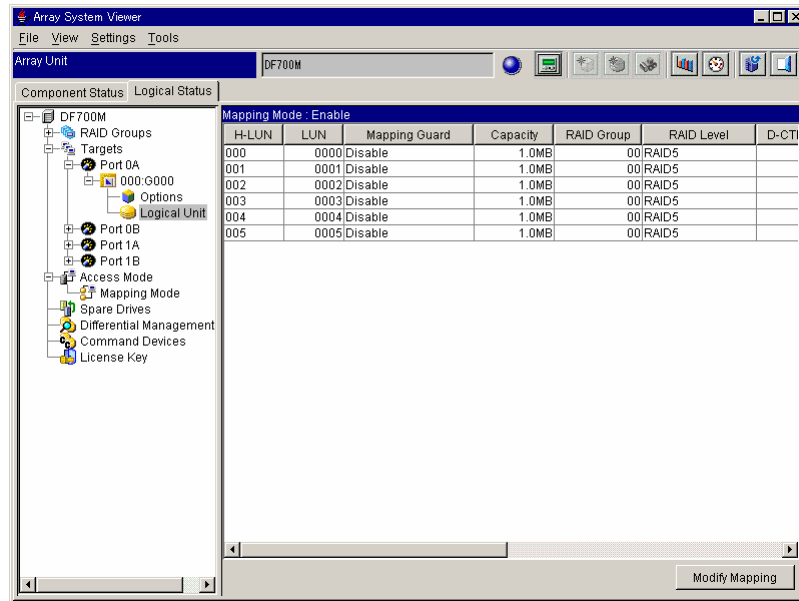 Array System Viewer
File View Settings Tools
Array Unit DF700M
Component Status Logical Status
DF700M
RAID Groups
Targets
Port 0A
000:G000
Options
Logical Unit
Port 0B
Port 1A
Port 1B
Access Mode
Mapping Mode
Spare Drives
Differential Management
Command Devices
License Key
Mapping Mode : Enable
H-LUN LUN Mapping Guard Capacity RAID Group RAID Level D-CTL
000 0000 Disable 1.0MB 00 RAID5
001 0001 Disable 1.0MB 00 RAID5
002 0002 Disable 1.0MB 00 RAID5
003 0003 Disable 1.0MB 00 RAID5
004 0004 Disable 1.0MB 00 RAID5
005 0005 Disable 1.0MB 00 RAID5
Modify Mapping